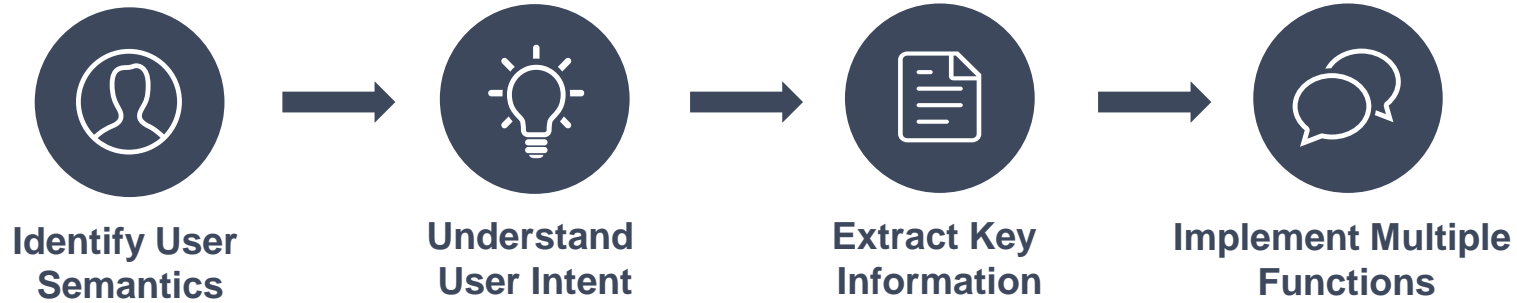 Identify User
Semantics
Understand
User Intent
Extract Key
Information
Implement Multiple
Functions